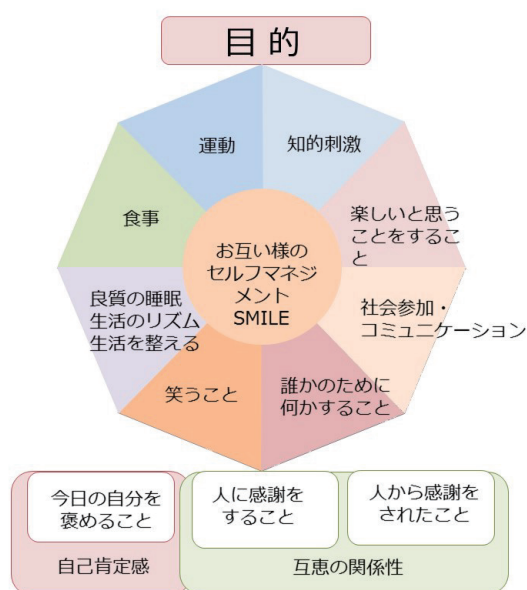 目的
運動
知的刺激
食事
楽しいと思う
ことをするこ
と
お互い様の
セルフマネジ
メント
SMILE
良質の睡眠
生活のリズム
生活を整える
社会参加・
コミュニケーション
笑うこと
誰かのために
何かすること
今日の自分を
褒めること
人に感謝を
すること
人から感謝を
されたこと
自己肯定感
互恵の関係性